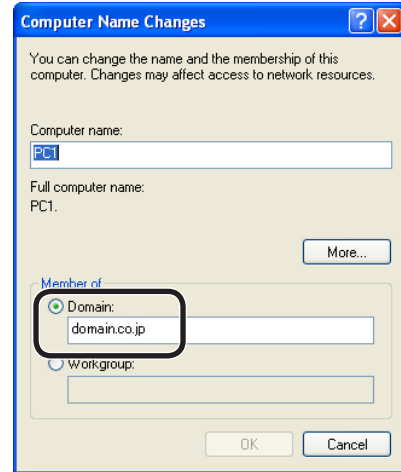 Computer Name Changes
You can change the name and the membership of this
computer. Changes may affect access to network resources.
Computer name:
PC1
Full computer name:
PC1.
More...
Member of
Domain:
domain.co.jp
Workgroup:
OK
Cancel